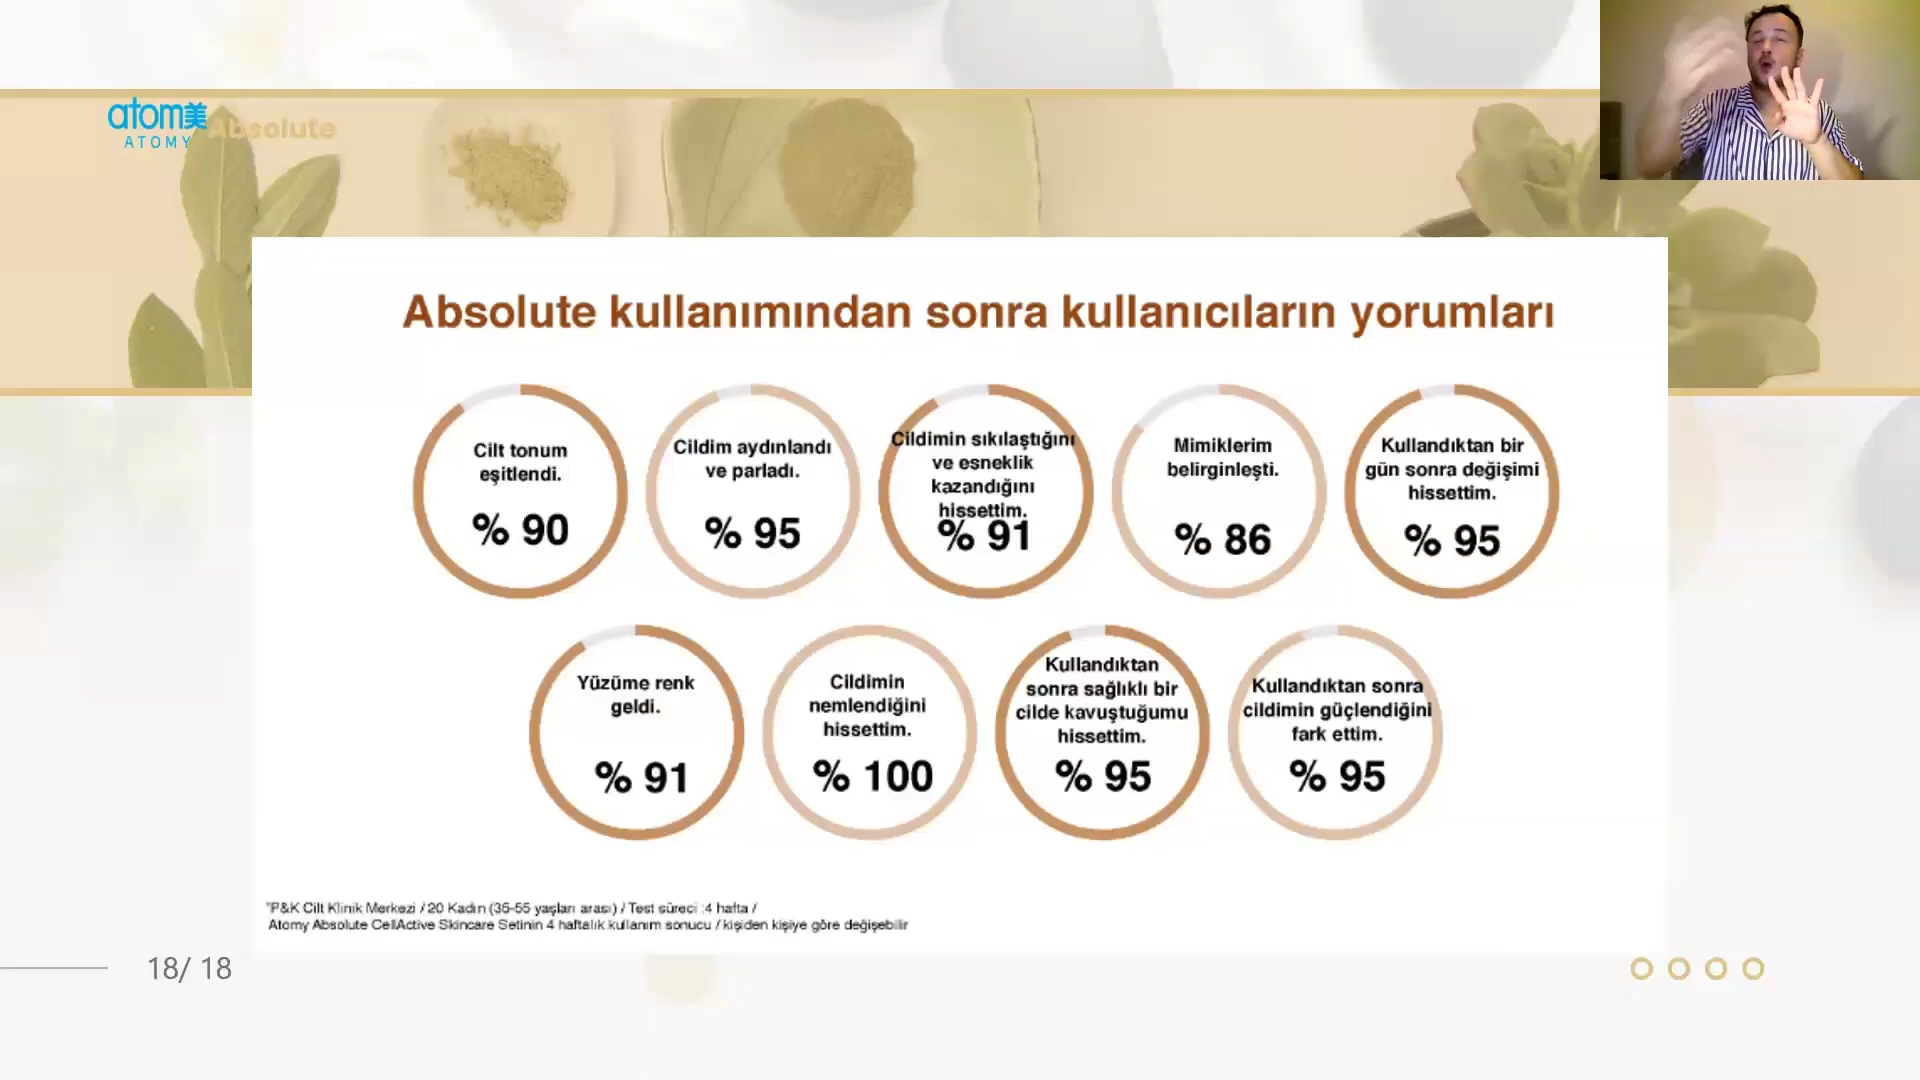 atom美
ATOMY
Absolute
Absolute kullanımından sonra kullanıcıların yorumları
Cilt tonum
eşitlendi.
% 90
Cildim aydınlandı
ve parladı.
% 95
Cildimin sıkılaştığını
ve esneklik
kazandığını
hissettim.
% 91
Mimiklerim
belirginleşti.
% 86
Kullandıktan bir
gün sonra değişimi
hissettim.
% 95
Yüzüme renk
geldi.
% 91
Cildimin
nemlendiğini
hissettim.
% 100
Kullandıktan
sonra sağlıklı bir
cilde kavuştuğumu
hissettim.
% 95
Kullandıktan sonra
cildimin güçlendiğini
fark ettim.
% 95
*P&K Cilt Klinik Merkezi / 20 Kadın (35-55 yaşları arası) / Test süreci :4 hafta /
Atomy Absolute CellActive Skincare Setinin 4 haftalık kullanım sonucu / kişiden kişiye göre değişebilir
18/ 18